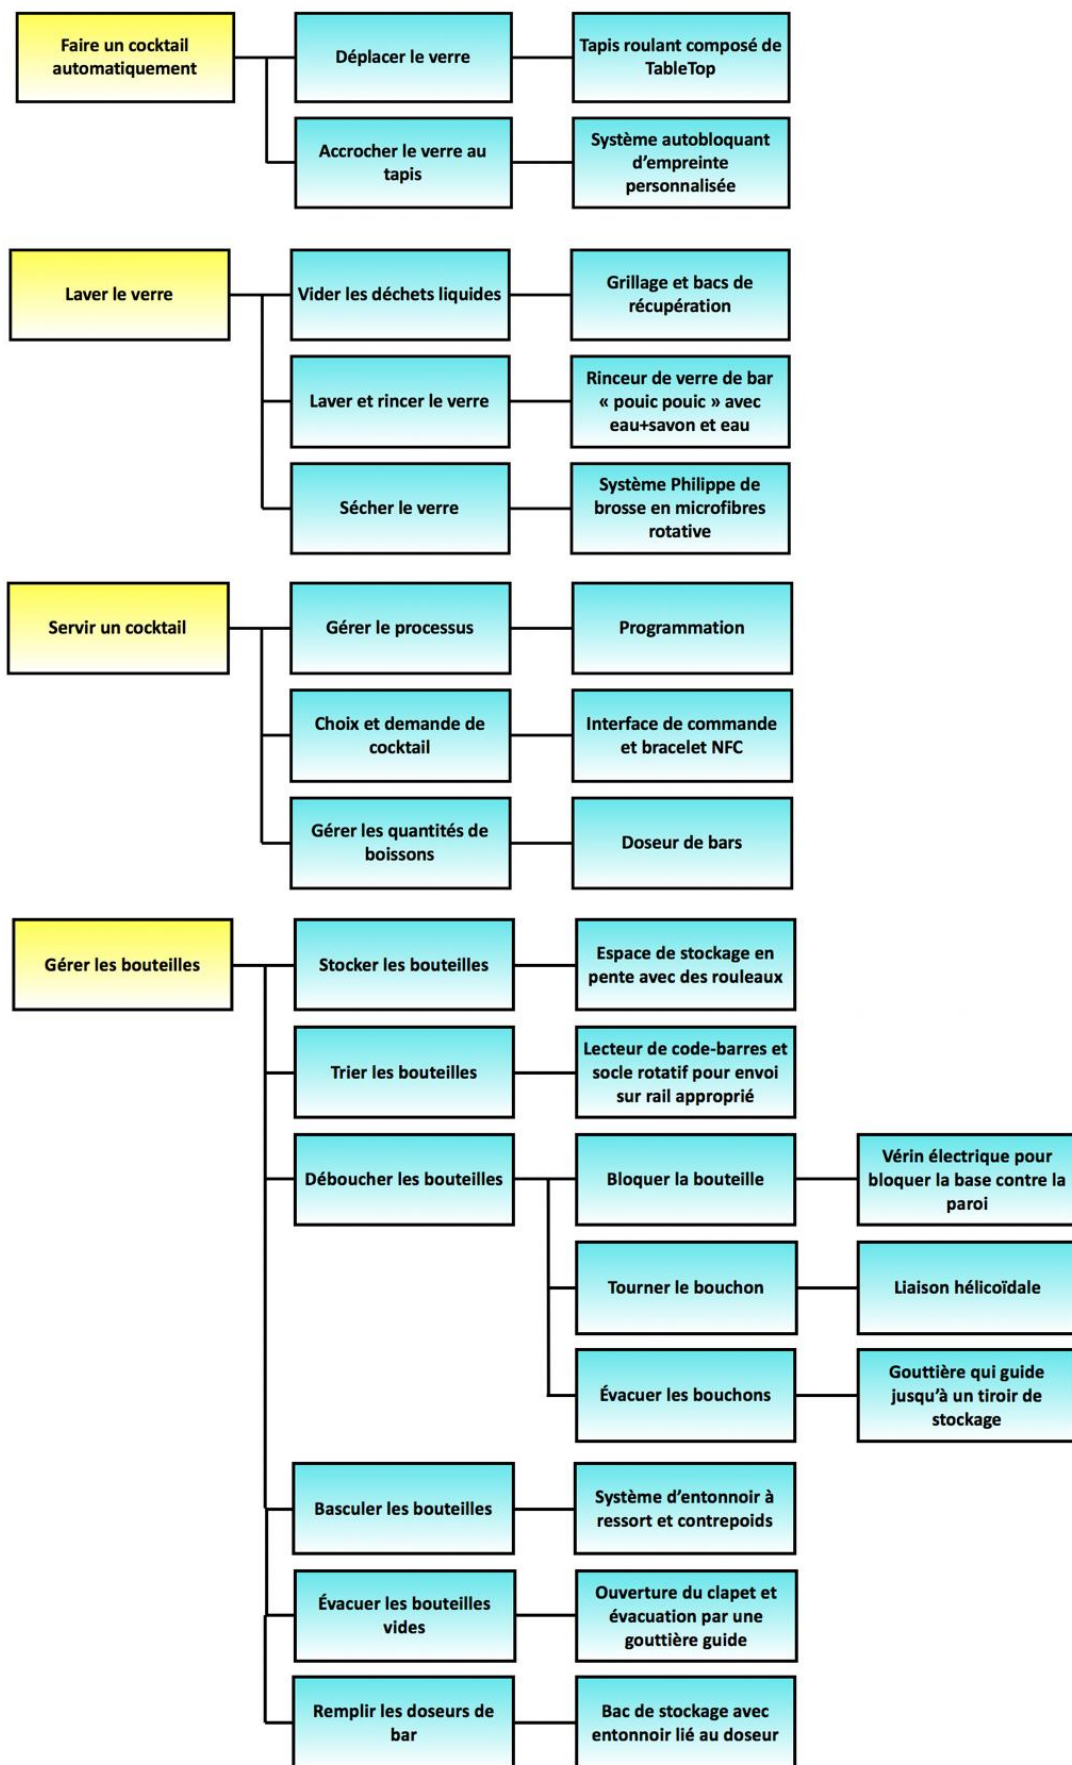 Faire un cocktail
automatiquement
Déplacer le verre
Tapis roulant composé de
TableTop
Accrocher le verre au
tapis
Système autobloquant
d’empreinte
personnalisée
Laver le verre
Vider les déchets liquides
Grillage et bacs de
récupération
Laver et rincer le verre
Rinceur de verre de bar
« pouic pouic » avec
eau+savon et eau
Sécher le verre
Système Philippe de
brosse en microfibres
rotative
Servir un cocktail
Gérer le processus
Programmation
Choix et demande de
cocktail
Interface de commande
et bracelet NFC
Gérer les quantités de
boissons
Doseur de bars
Gérer les bouteilles
Stocker les bouteilles
Espace de stockage en
pente avec des rouleaux
Trier les bouteilles
Lecteur de code-barres et
socle rotatif pour envoi
sur rail approprié
Déboucher les bouteilles
Bloquer la bouteille
Vérin électrique pour
bloquer la base contre la
paroi
Tourner le bouchon
Liaison hélicoïdale
Évacuer les bouchons
Gouttière qui guide
jusqu’à un tiroir de
stockage
Basculer les bouteilles
Système d’entonnoir à
ressort et contrepoids
Évacuer les bouteilles
vides
Ouverture du clapet et
évacuation par une
gouttière guide
Remplir les doseurs de
bar
Bac de stockage avec
entonnoir lié au doseur